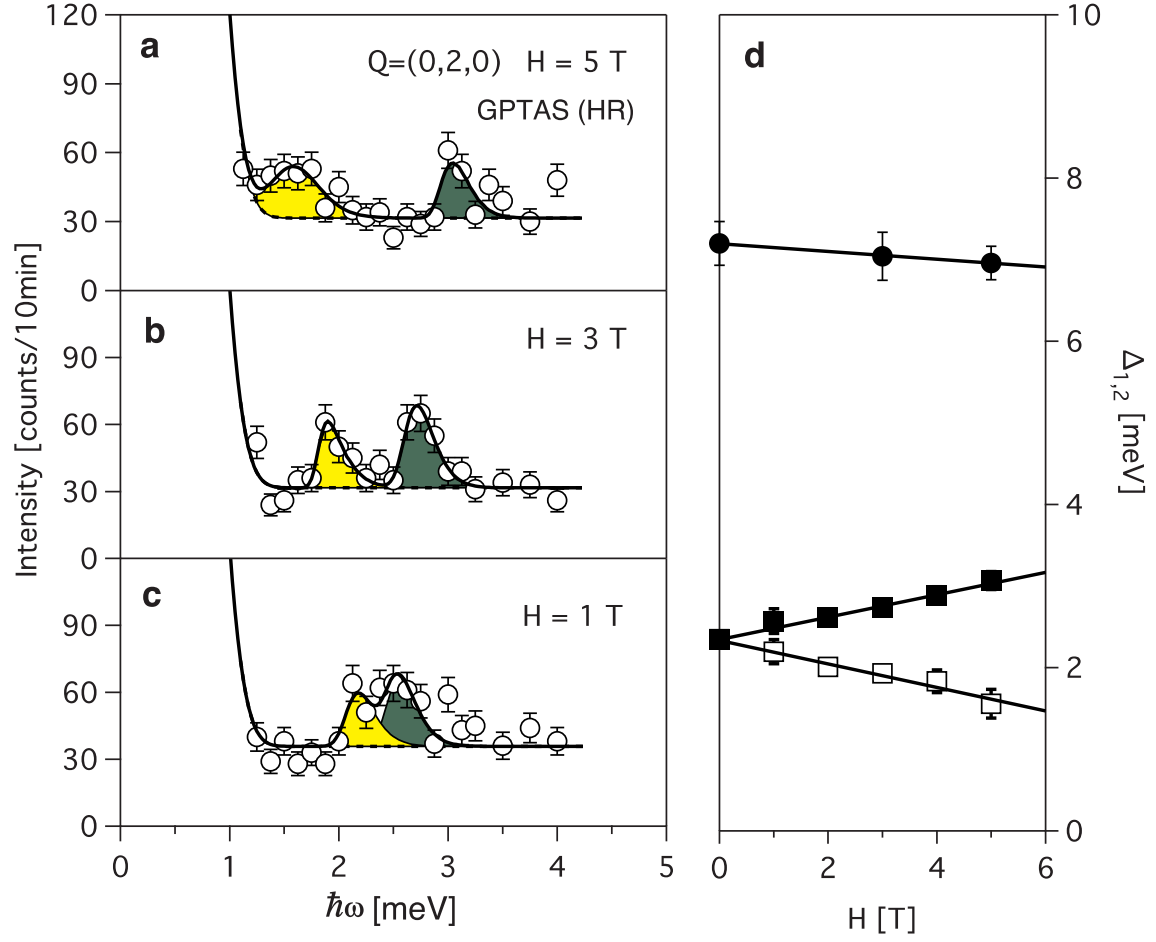 a
Q=(0,2,0) H = 5 T
GPTAS (HR)
120
90
60
30
0
b
H = 3 T
90
60
30
0
c
H = 1 T
90
60
30
0
0 1 2 3 4 5
ħω [meV]
Intensity [counts/10min]
d
10
8
6
4
2
0
0 2 4 6
H [T]
Δ1,2 [meV]